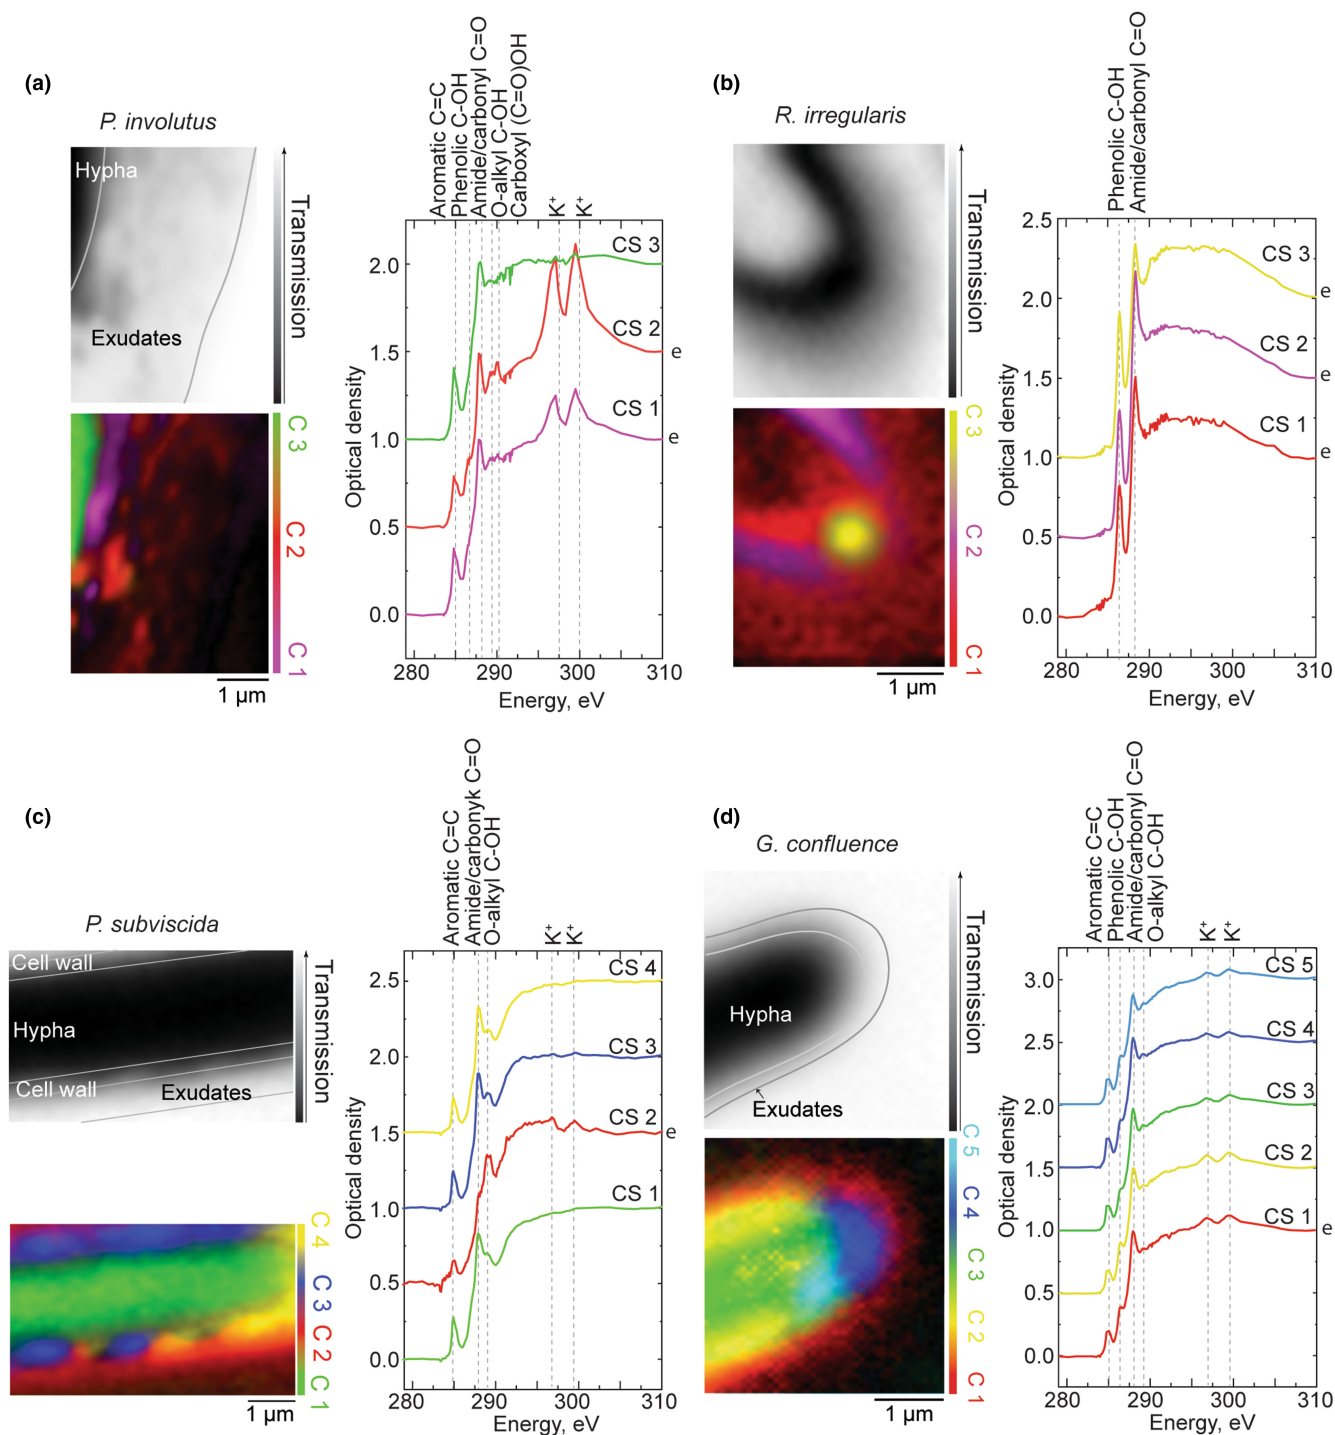 (a)
P. involutus
Hypha
Exudates
Transmission
C 3
C 2
C 1
1 µm
Aromatic C=C
Phenolic C-OH
Amide/carbonyl C=O
O-alkyl C-OH
Carboxyl (C=O)OH
K+
K+
CS 3
CS 2
e
CS 1
e
Optical density
2.0
1.5
1.0
0.5
0.0
280 290 300 310
Energy, eV
(b)
R. irregularis
Transmission
C 3
C 2
C 1
1 µm
Phenolic C-OH
Amide/carbonyl C=O
CS 3
e
CS 2
e
CS 1
e
Optical density
2.5
2.0
1.5
1.0
0.5
0.0
280 290 300 310
Energy, eV
(c)
P. subviscida
Cell wall
Hypha
Cell wall
Exudates
Transmission
C 4
C 3
C 2
C 1
1 µm
Aromatic C=C
Amide/carbonyk C=O
O-alkyl C-OH
K+
K+
CS 4
CS 3
CS 2
e
CS 1
Optical density
2.5
2.0
1.5
1.0
0.5
0.0
280 290 300 310
Energy, eV
(d)
G. confluence
Hypha
Exudates
Transmission
C 5
C 4
C 3
C 2
C 1
1 µm
Aromatic C=C
Phenolic C-OH
Amide/carbonyl C=O
O-alkyl C-OH
K+
K+
CS 5
CS 4
CS 3
CS 2
CS 1
e
Optical density
3.0
2.5
2.0
1.5
1.0
0.5
0.0
280 290 300 310
Energy, eV